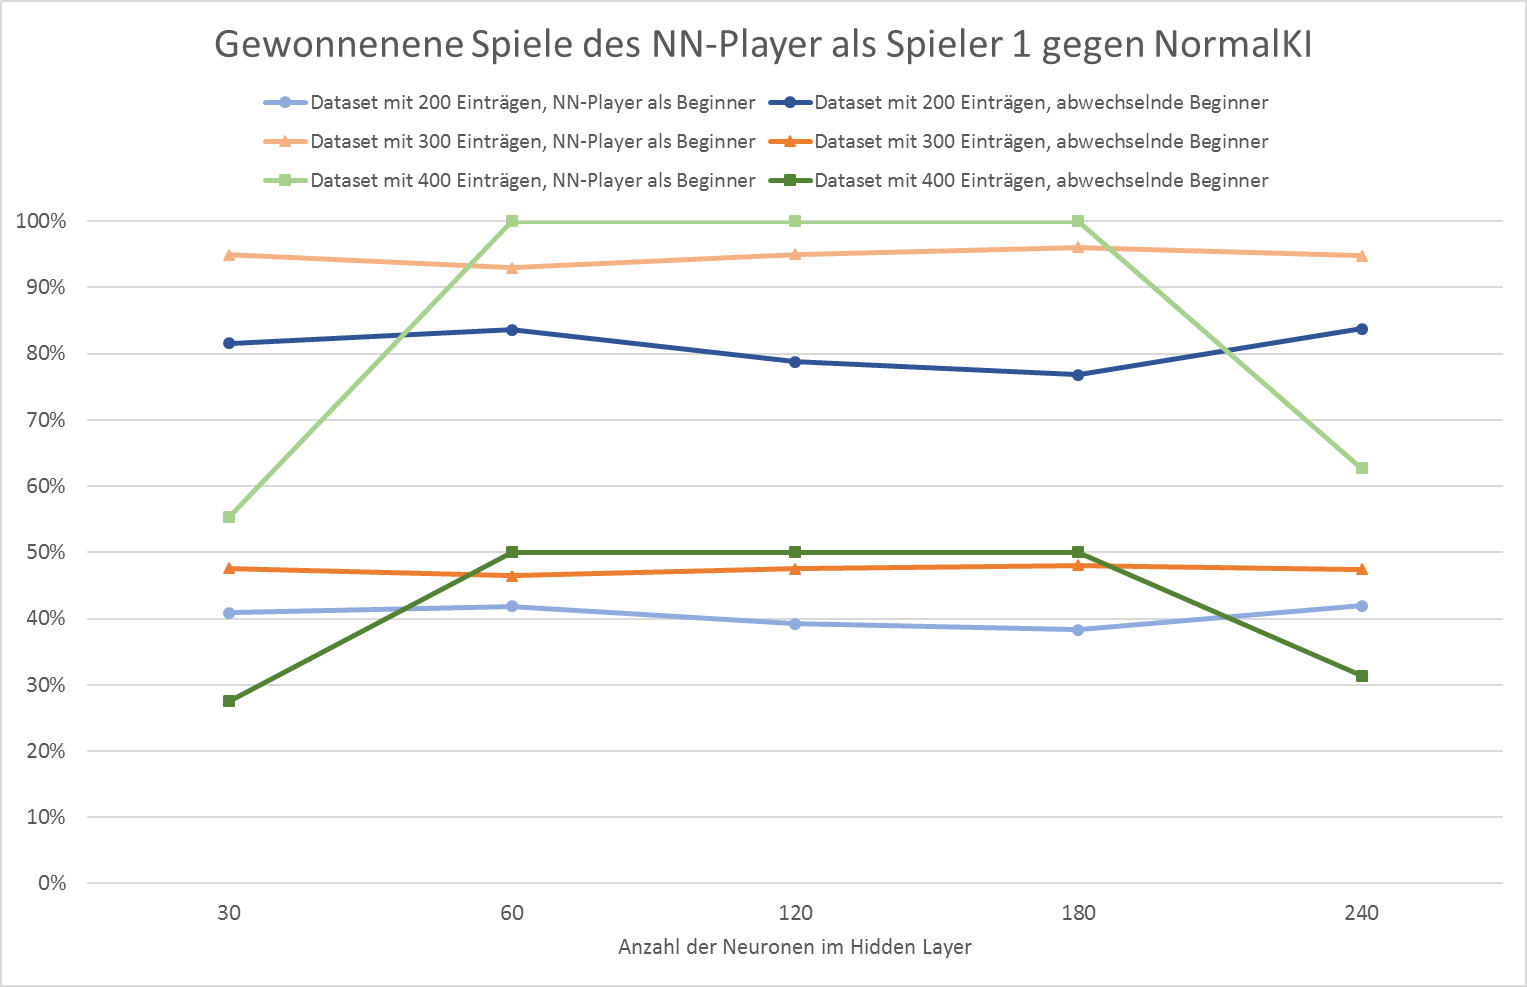 Gewonnenene Spiele des NN-Player als Spieler 1 gegen NormalKI
Dataset mit 200 Einträgen, NN-Player als Beginner
Dataset mit 200 Einträgen, abwechselnde Beginner
Dataset mit 300 Einträgen, NN-Player als Beginner
Dataset mit 300 Einträgen, abwechselnde Beginner
Dataset mit 400 Einträgen, NN-Player als Beginner
Dataset mit 400 Einträgen, abwechselnde Beginner
100%
90%
80%
70%
60%
50%
40%
30%
20%
10%
0%
30 60 120 180 240
Anzahl der Neuronen im Hidden Layer